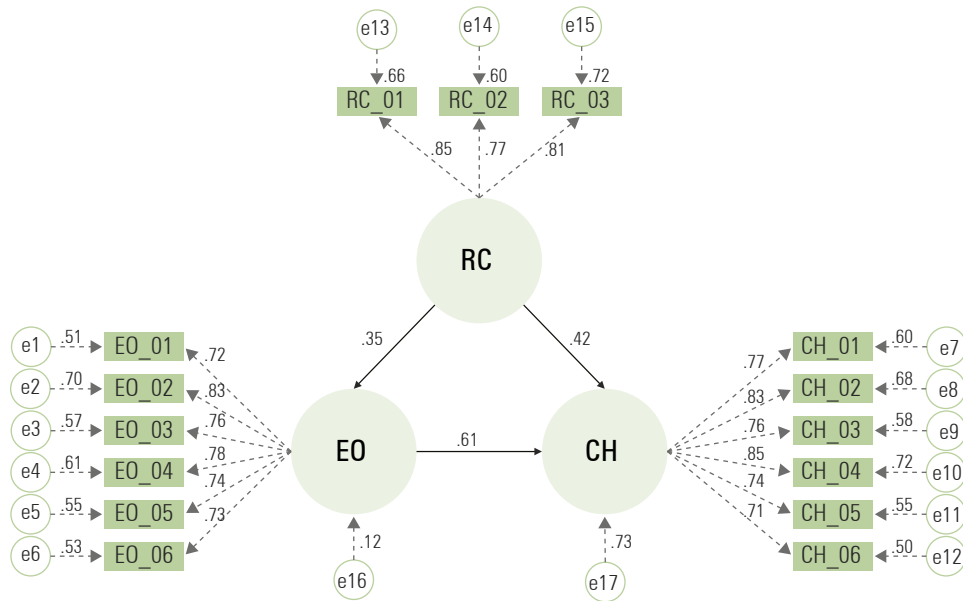 e13 e14 e15
.66 .60 .72
RC_01 RC_02 RC_03
.85 .77 .81
RC
.35 .42
e1 .51 EO_01 .72
e2 .70 EO_02 .83
e3 .57 EO_03 .76
e4 .61 EO_04 .78
e5 .55 EO_05 .74
e6 .53 EO_06 .73
EO .61 CH
.12 .73
e16 e17
.77 CH_01 .60 e7
.83 CH_02 .68 e8
.76 CH_03 .58 e9
.85 CH_04 .72 e10
.74 CH_05 .55 e11
.71 CH_06 .50 e12